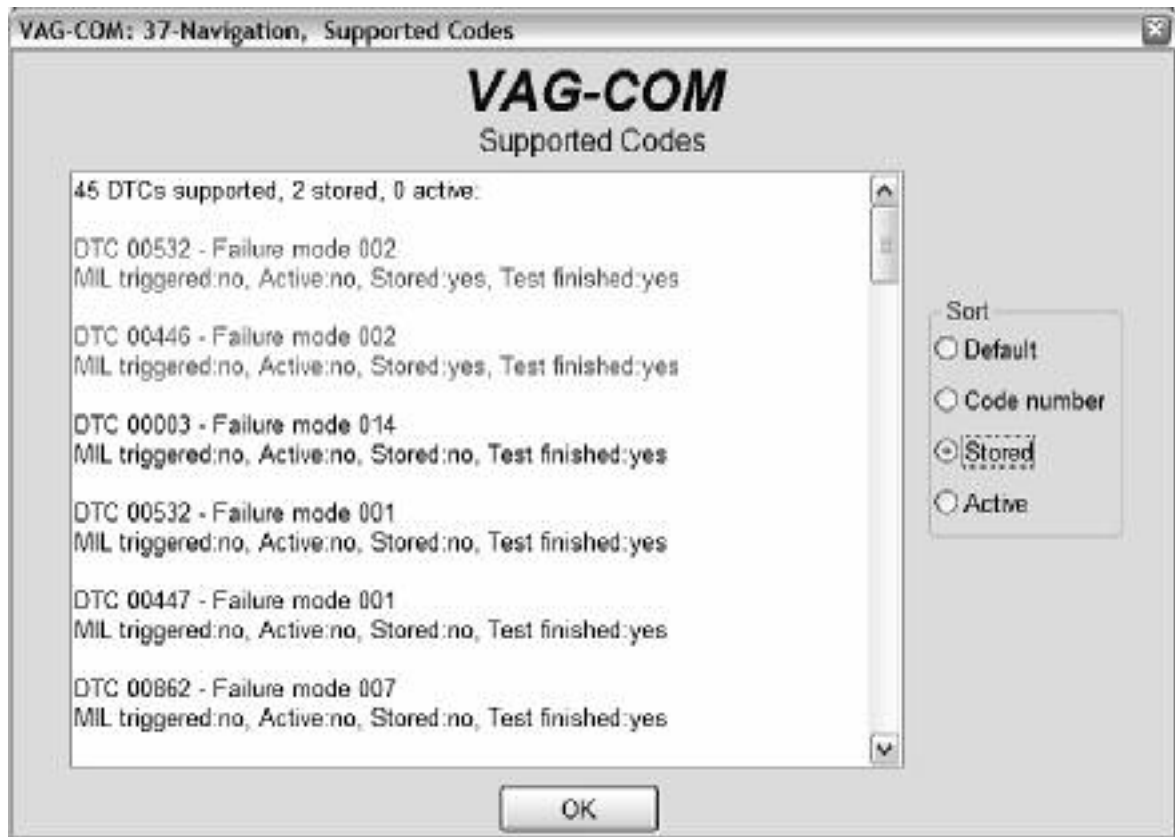 VAG-COM: 37-Navigation, Supported Codes
VAG-COM
Supported Codes
45 DTCs supported, 2 stored, 0 active:
DTC 00532 - Failure mode 002
MIL triggered:no, Active:no, Stored:yes, Test finished:yes
DTC 00446 - Failure mode 002
MIL triggered:no, Active:no, Stored:yes, Test finished:yes
DTC 00003 - Failure mode 014
MIL triggered:no, Active:no, Stored:no, Test finished:yes
DTC 00532 - Failure mode 001
MIL triggered:no, Active:no, Stored:no, Test finished:yes
DTC 00447 - Failure mode 001
MIL triggered:no, Active:no, Stored:no, Test finished:yes
DTC 00862 - Failure mode 007
MIL triggered:no, Active:no, Stored:no, Test finished:yes
Sort
Default
Code number
Stored
Active
OK